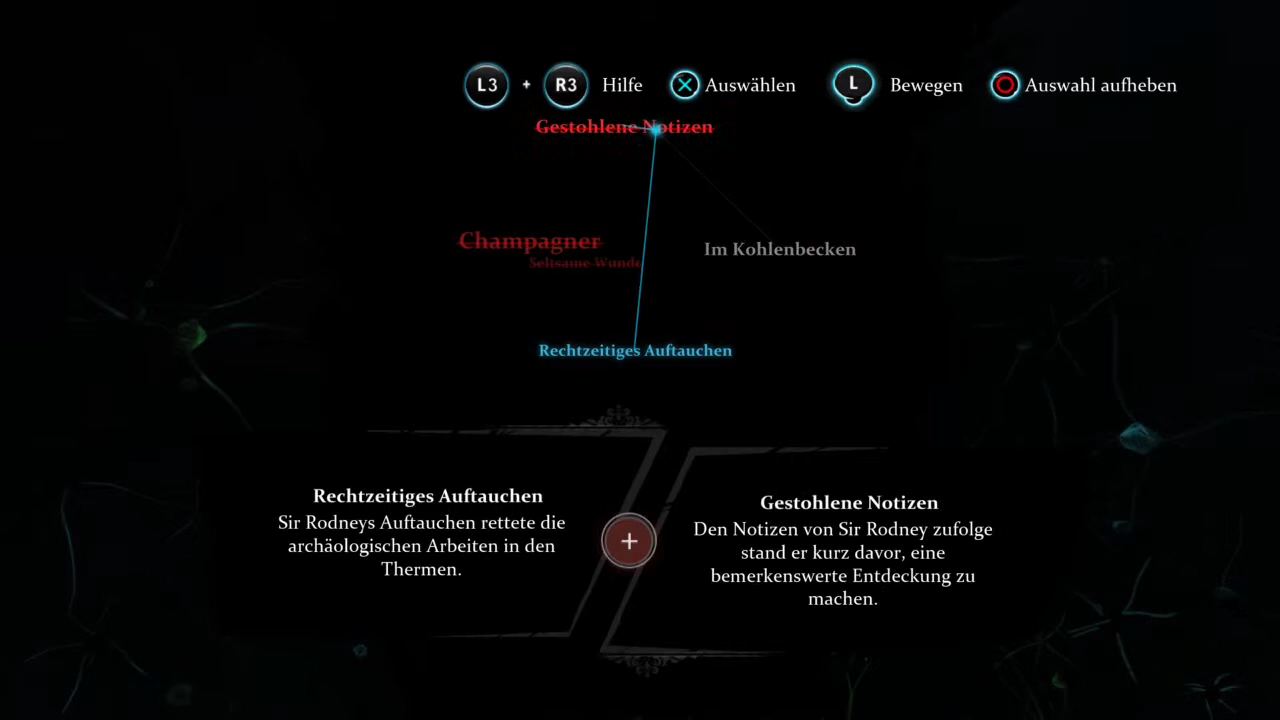 L3 + R3 Hilfe Auswählen L Bewegen Auswahl aufheben
Gestohlene Notizen
Champagner
Im Kohlenbecken
Seltsame Wunde
Rechtzeitiges Auftauchen
Rechtzeitiges Auftauchen
Sir Rodneys Auftauchen rettete die
archäologischen Arbeiten in den
Thermen.
Gestohlene Notizen
Den Notizen von Sir Rodney zufolge
stand er kurz davor, eine
bemerkenswerte Entdeckung zu
machen.